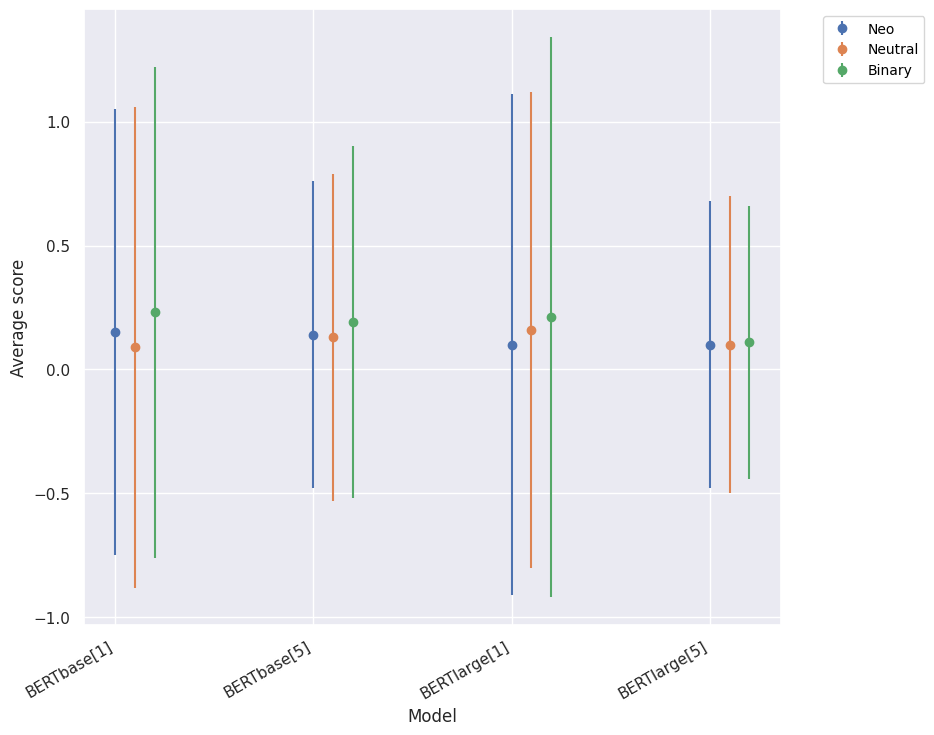 Neo
Neutral
Binary
1.0
0.5
0.0
−0.5
−1.0
Average score
BERTbase[1]
BERTbase[5]
BERTlarge[1]
BERTlarge[5]
Model